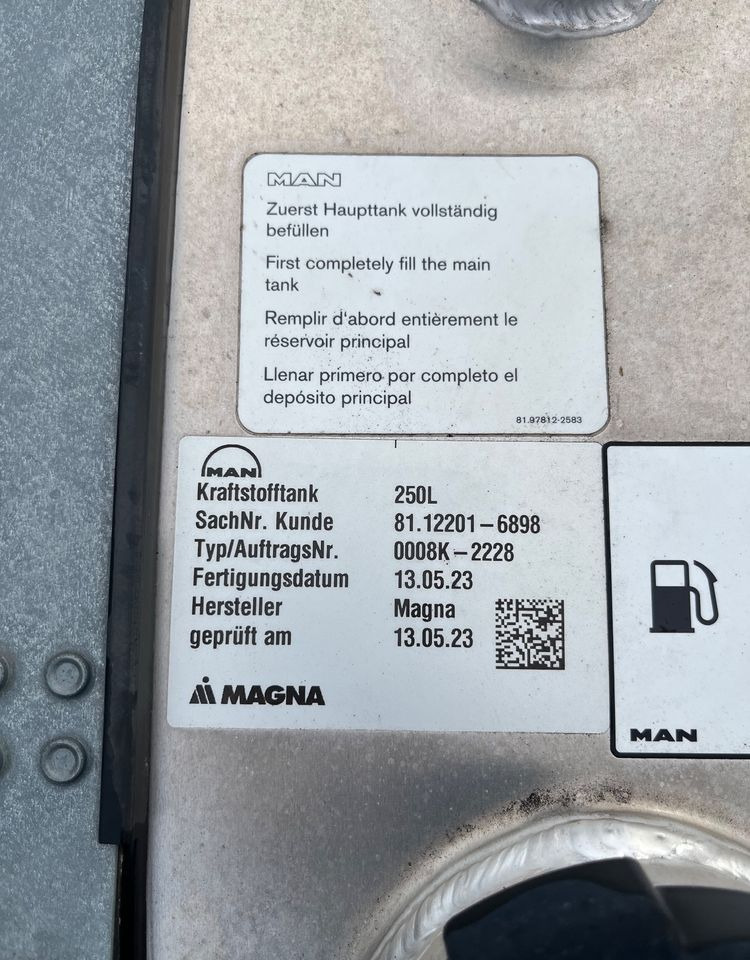 MAN
Zuerst Haupttank vollständig
befüllen
First completely fill the main
tank
Remplir d'abord entièrement le
réservoir principal
Llenar primero por completo el
depósito principal
81.97812-2583
MAN
Kraftstofftank 250L
SachNr. Kunde 81.12201-6898
Typ/AuftragsNr. 0008K-2228
Fertigungsdatum 13.05.23
Hersteller Magna
geprüft am 13.05.23
MAGNA
MAN